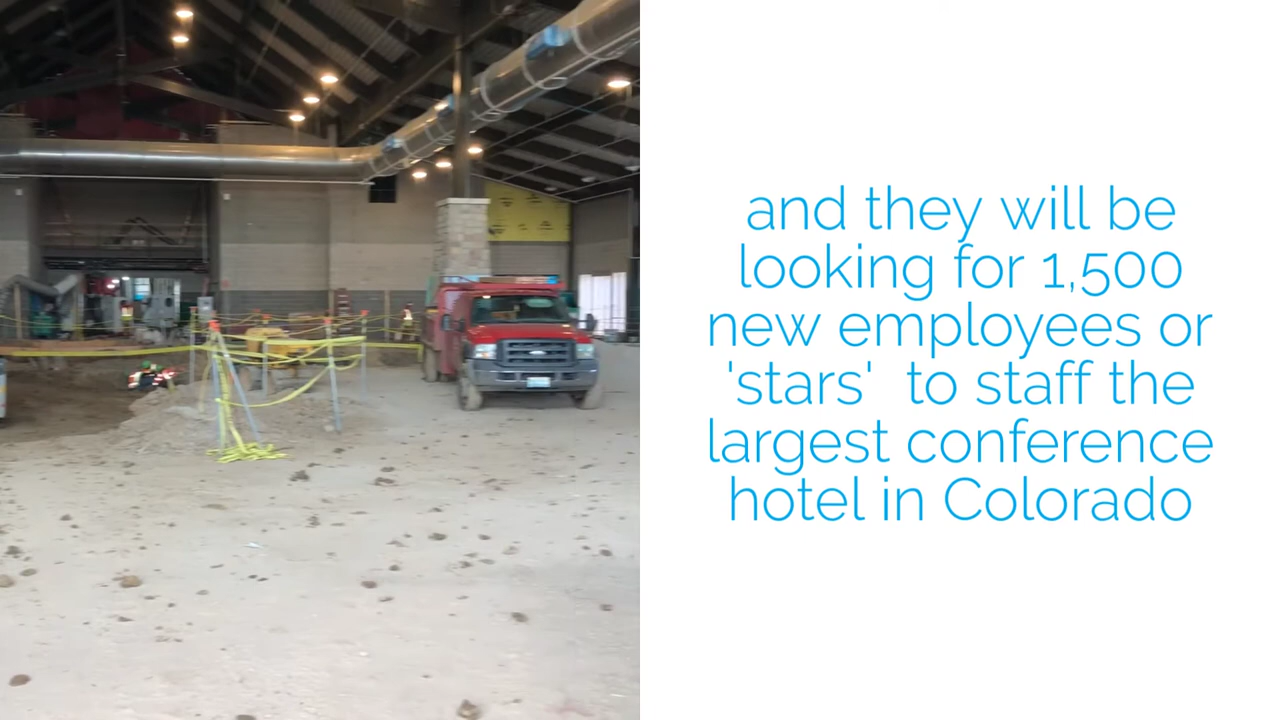 and they will be
looking for 1,500
new employees or
'stars'  to staff the
largest conference
hotel in Colorado